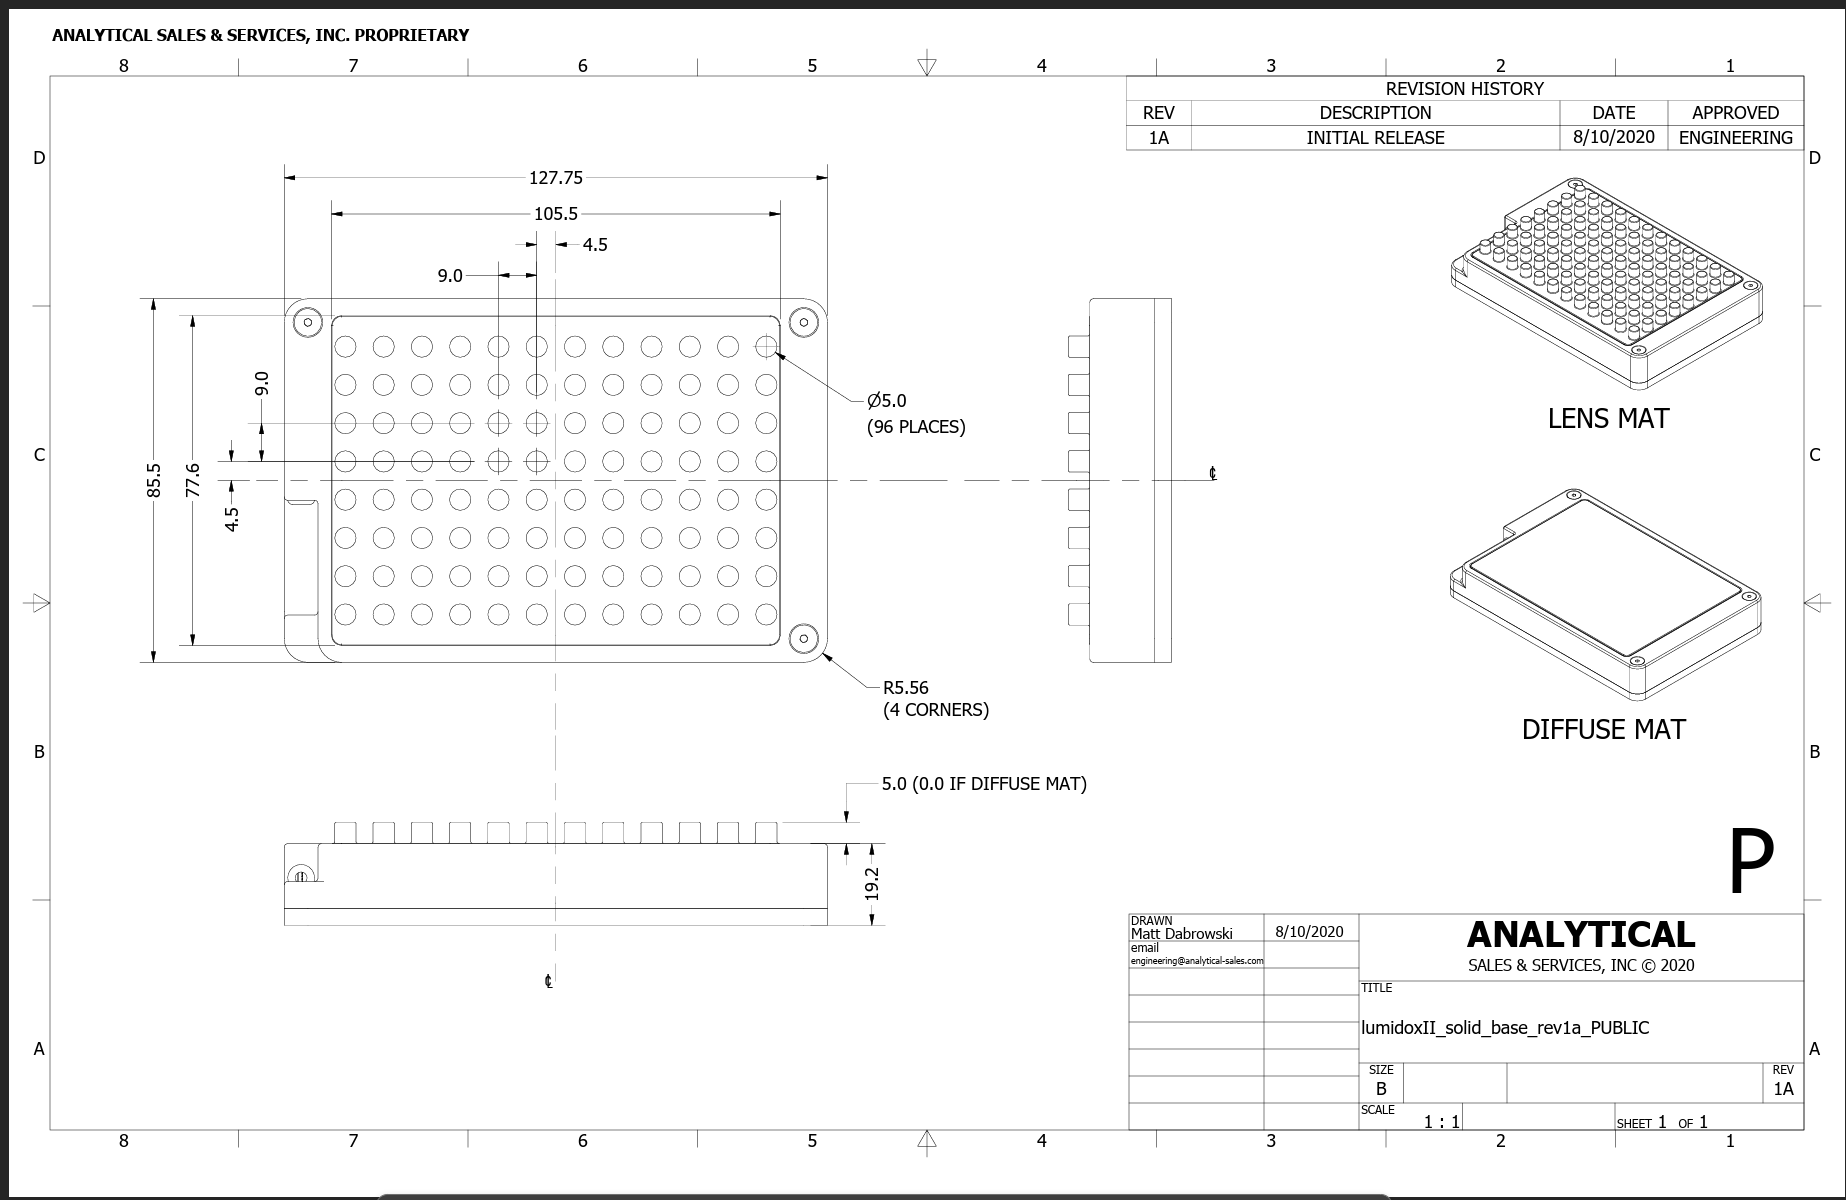 ANALYTICAL SALES & SERVICES, INC. PROPRIETARY
8 7 6 5 4 3 2 1
REVISION HISTORY
REV DESCRIPTION DATE APPROVED
1A INITIAL RELEASE 8/10/2020 ENGINEERING
D D
127.75
105.5
4.5
9.0
9.0
Ø5.0
(96 PLACES)
LENS MAT
C C
85.5
77.6
4.5
℄
R5.56
(4 CORNERS)
DIFFUSE MAT
B B
5.0 (0.0 IF DIFFUSE MAT)
19.2
P
℄
DRAWN
Matt Dabrowski 8/10/2020
email
engineering@analytical-sales.com
ANALYTICAL
SALES & SERVICES, INC © 2020
TITLE
lumidoxII_solid_base_rev1a_PUBLIC
A A
SIZE
B
REV
1A
SCALE
1 : 1
SHEET 1 OF 1
8 7 6 5 4 3 2 1